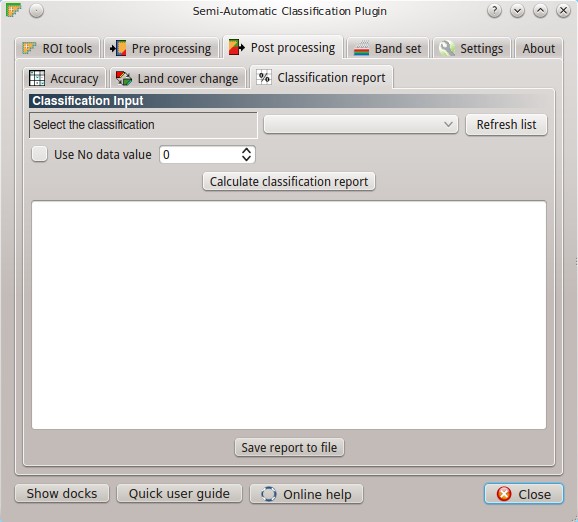 Semi-Automatic Classification Plugin
ROI tools Pre processing Post processing Band set Settings About
Accuracy Land cover change % Classification report
Classification Input
Select the classification Refresh list
Use No data value 0
Calculate classification report
Save report to file
Show docks Quick user guide Online help Close